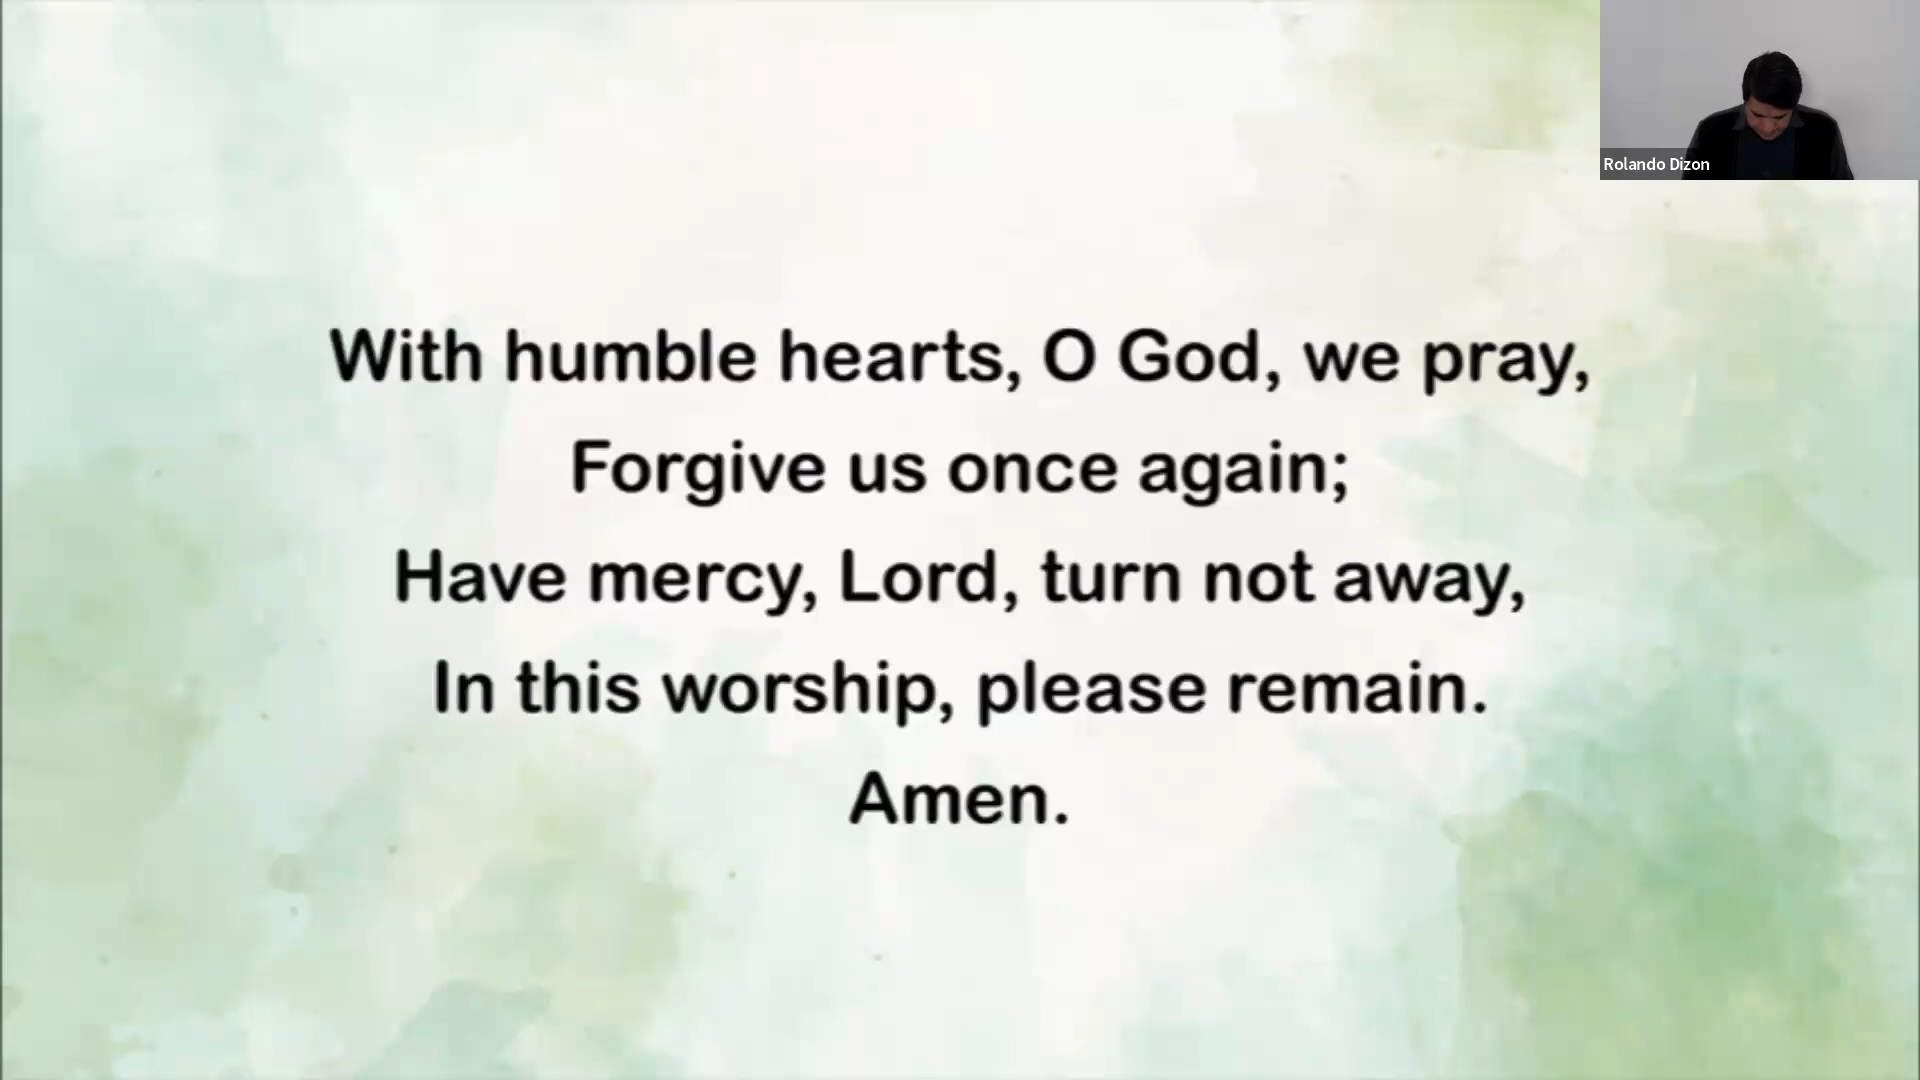 Rolando Dizon
With humble hearts, O God, we pray,
Forgive us once again;
Have mercy, Lord, turn not away,
In this worship, please remain.
Amen.